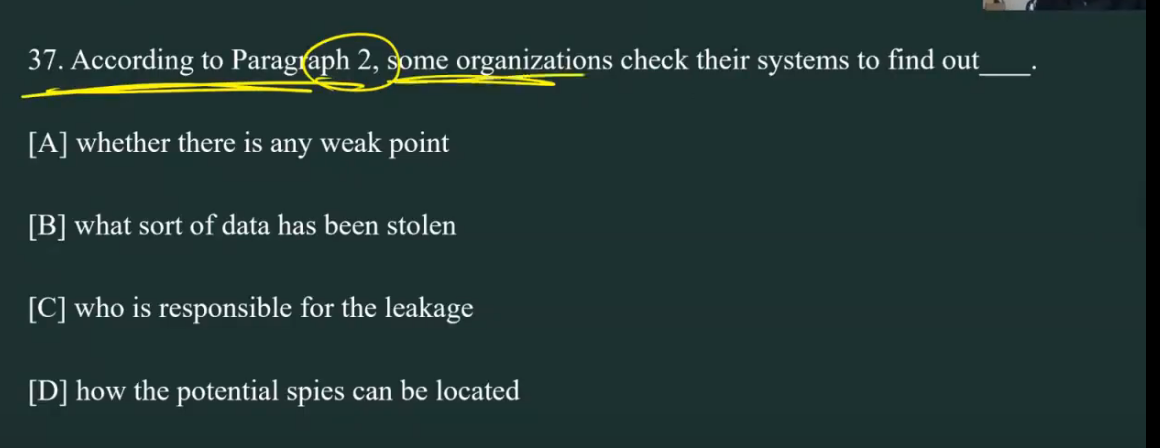 37. According to Paragraph 2, some organizations check their systems to find out____.
[A] whether there is any weak point
[B] what sort of data has been stolen
[C] who is responsible for the leakage
[D] how the potential spies can be located